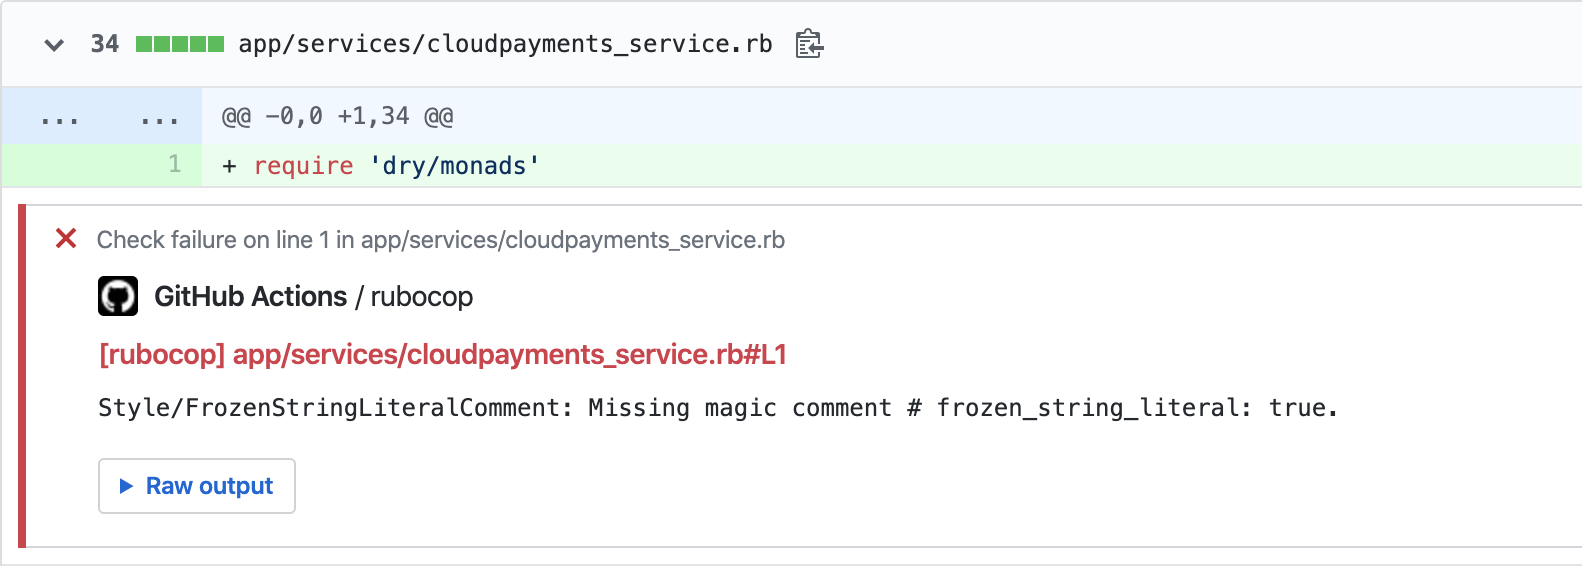 34 app/services/cloudpayments_service.rb
... ... @@ -0,0 +1,34 @@
1 + require 'dry/monads'
Check failure on line 1 in app/services/cloudpayments_service.rb
GitHub Actions / rubocop
[rubocop] app/services/cloudpayments_service.rb#L1
Style/FrozenStringLiteralComment: Missing magic comment # frozen_string_literal: true.
Raw output